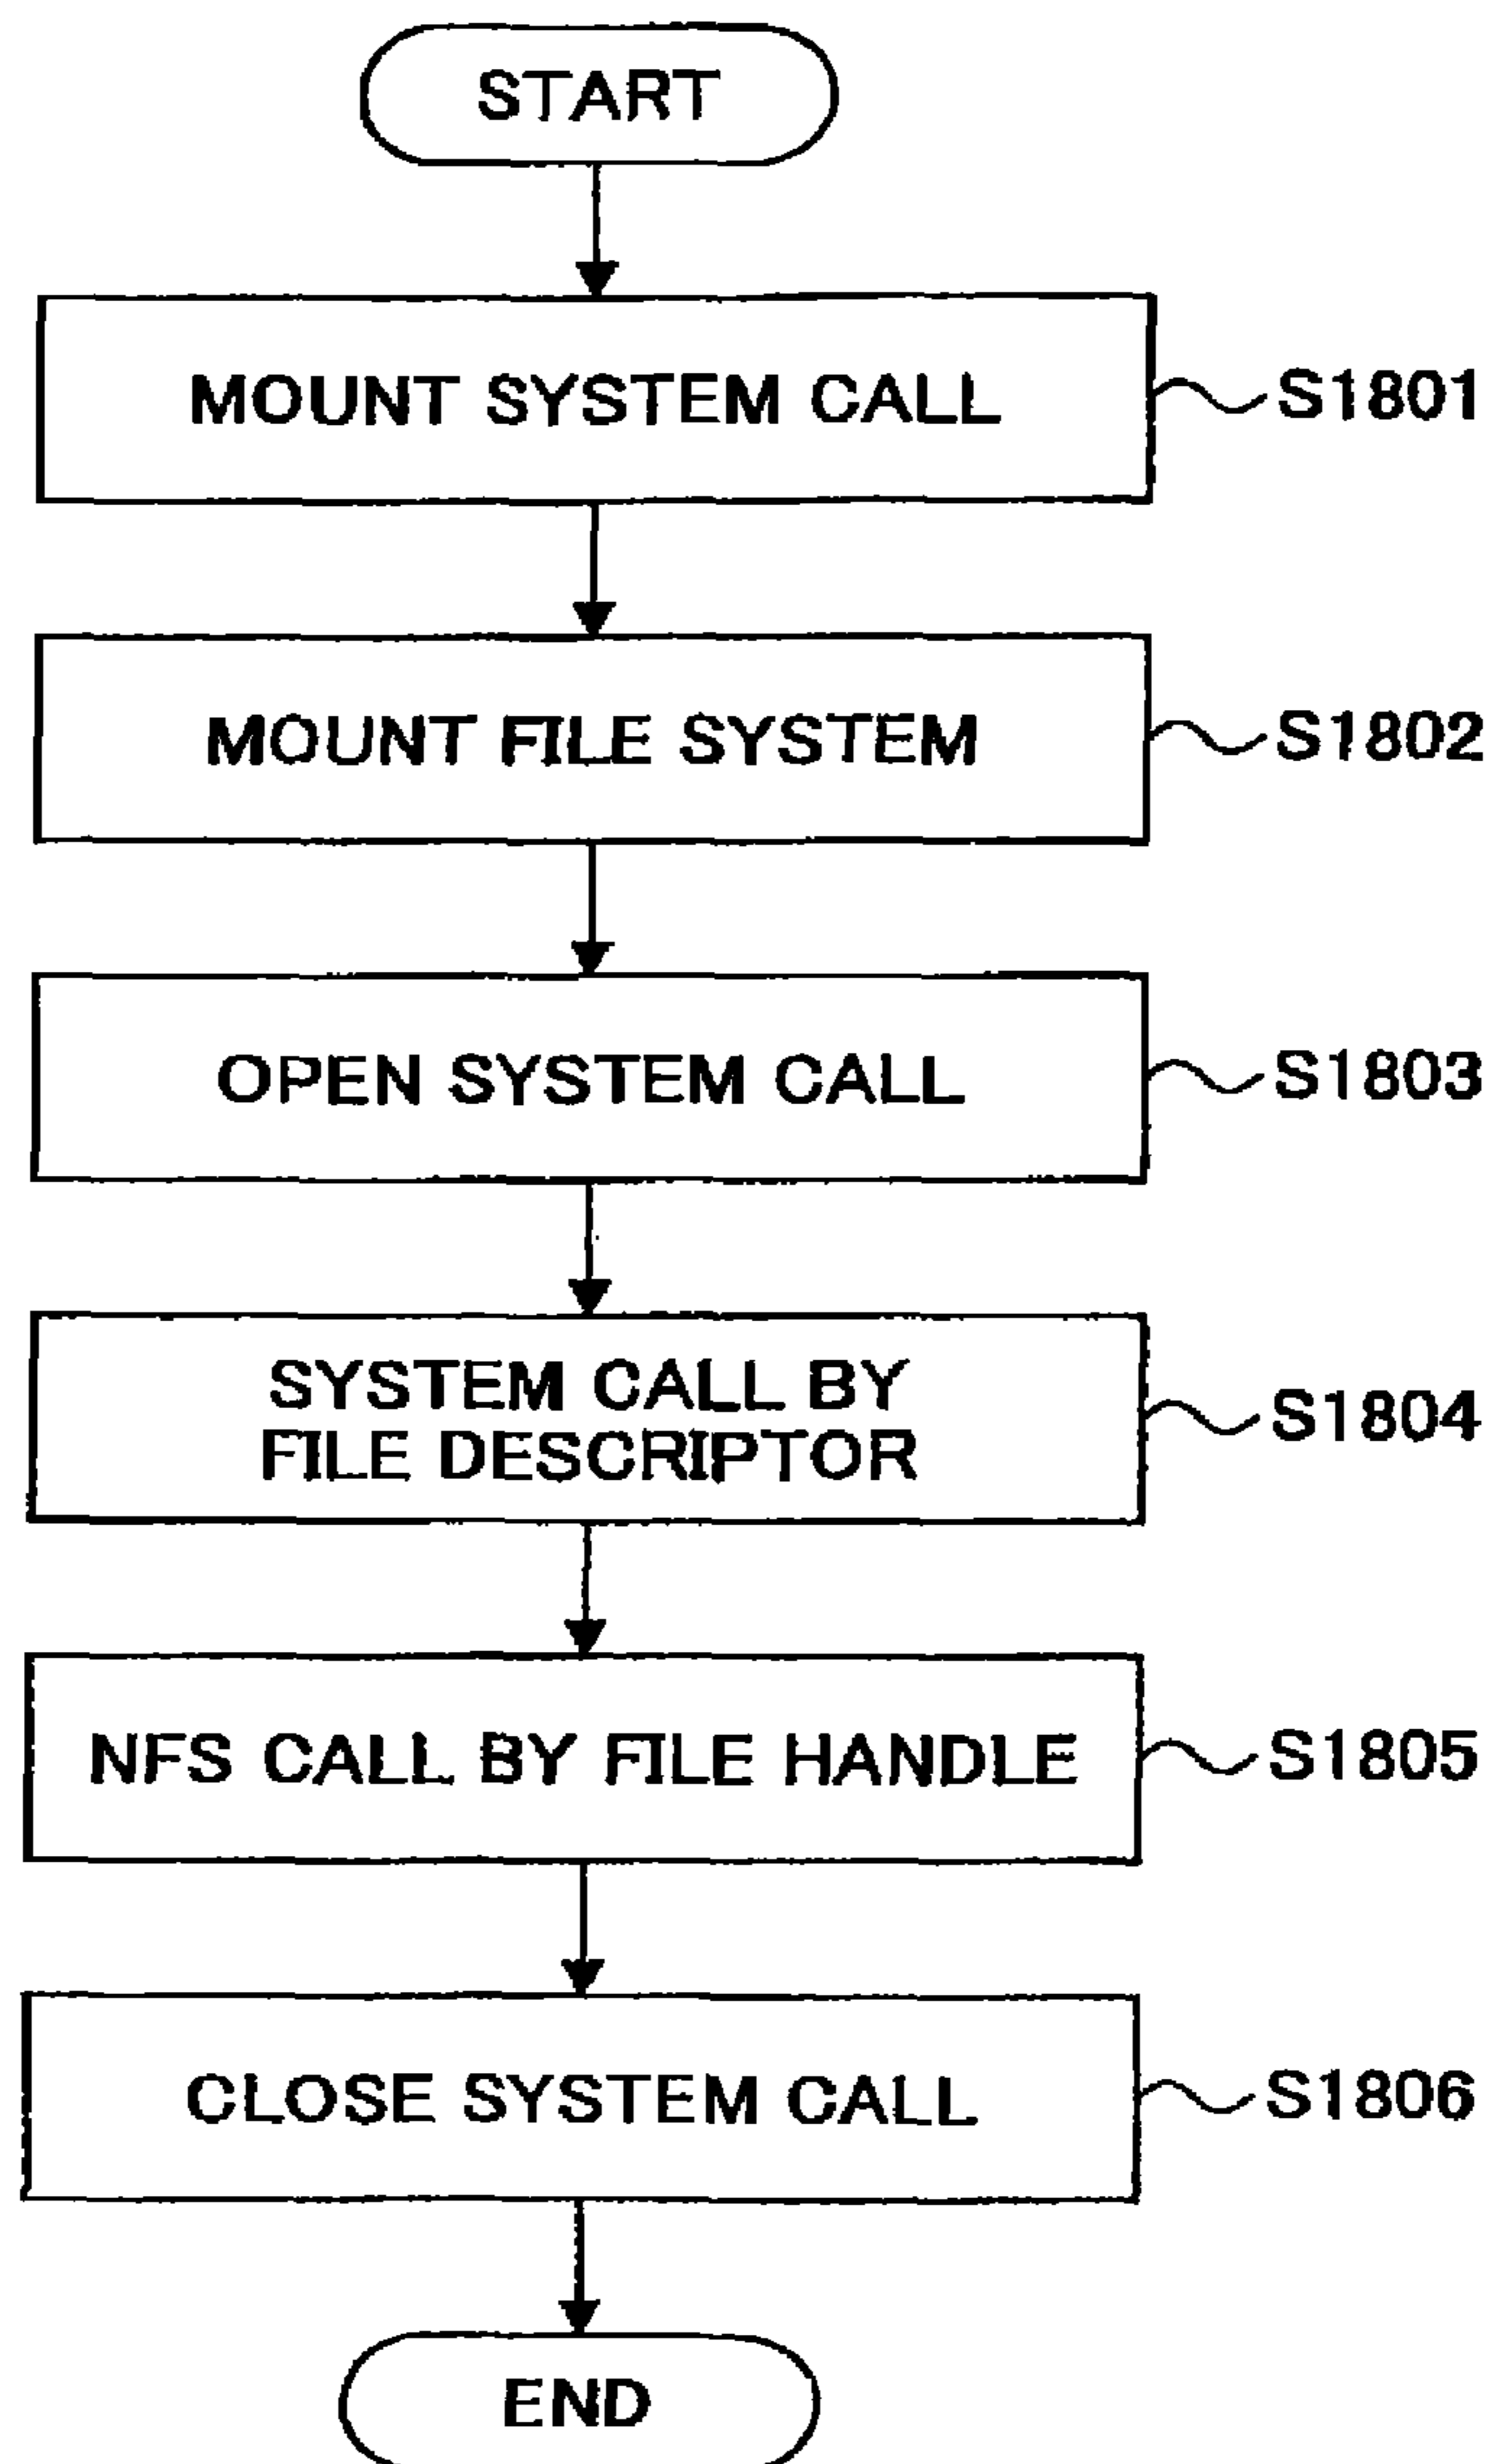 START
MOUNT SYSTEM CALL
S1801
MOUNT FILE SYSTEM
S1802
OPEN SYSTEM CALL
S1803
SYSTEM CALL BY
FILE DESCRIPTOR
S1804
NFS CALL BY FILE HANDLE
S1805
CLOSE SYSTEM CALL
S1806
END